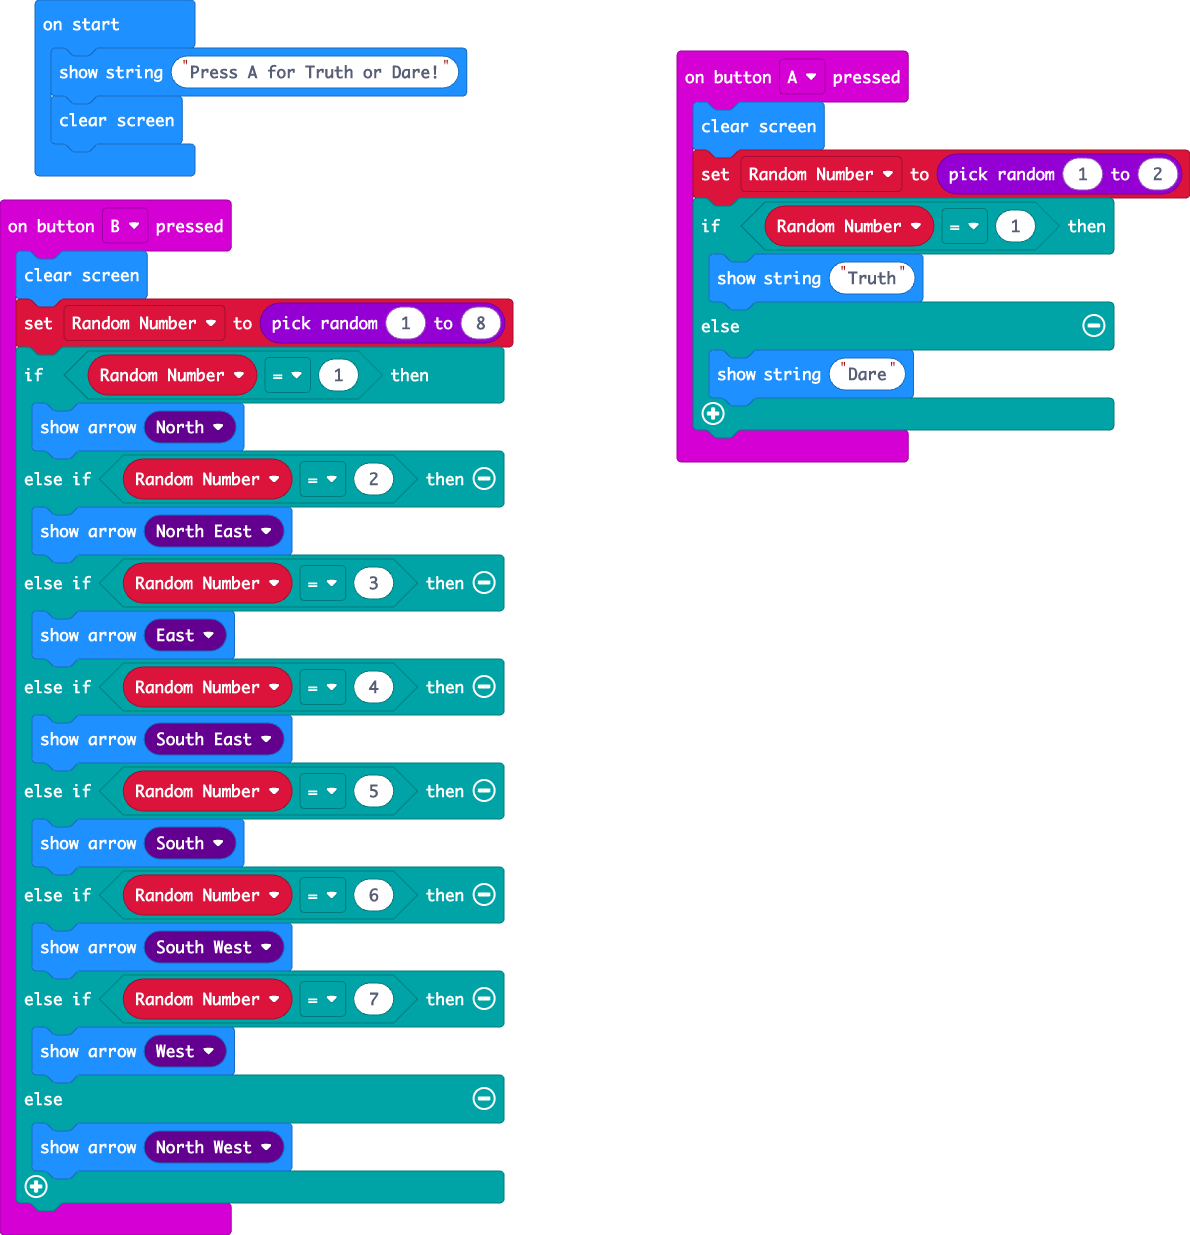 on start
show string "Press A for Truth or Dare!"
clear screen
on button B pressed
clear screen
set Random Number to pick random 1 to 8
if Random Number = 1 then
show arrow North
else if Random Number = 2 then
show arrow North East
else if Random Number = 3 then
show arrow East
else if Random Number = 4 then
show arrow South East
else if Random Number = 5 then
show arrow South
else if Random Number = 6 then
show arrow South West
else if Random Number = 7 then
show arrow West
else
show arrow North West
on button A pressed
clear screen
set Random Number to pick random 1 to 2
if Random Number = 1 then
show string "Truth"
else
show string "Dare"